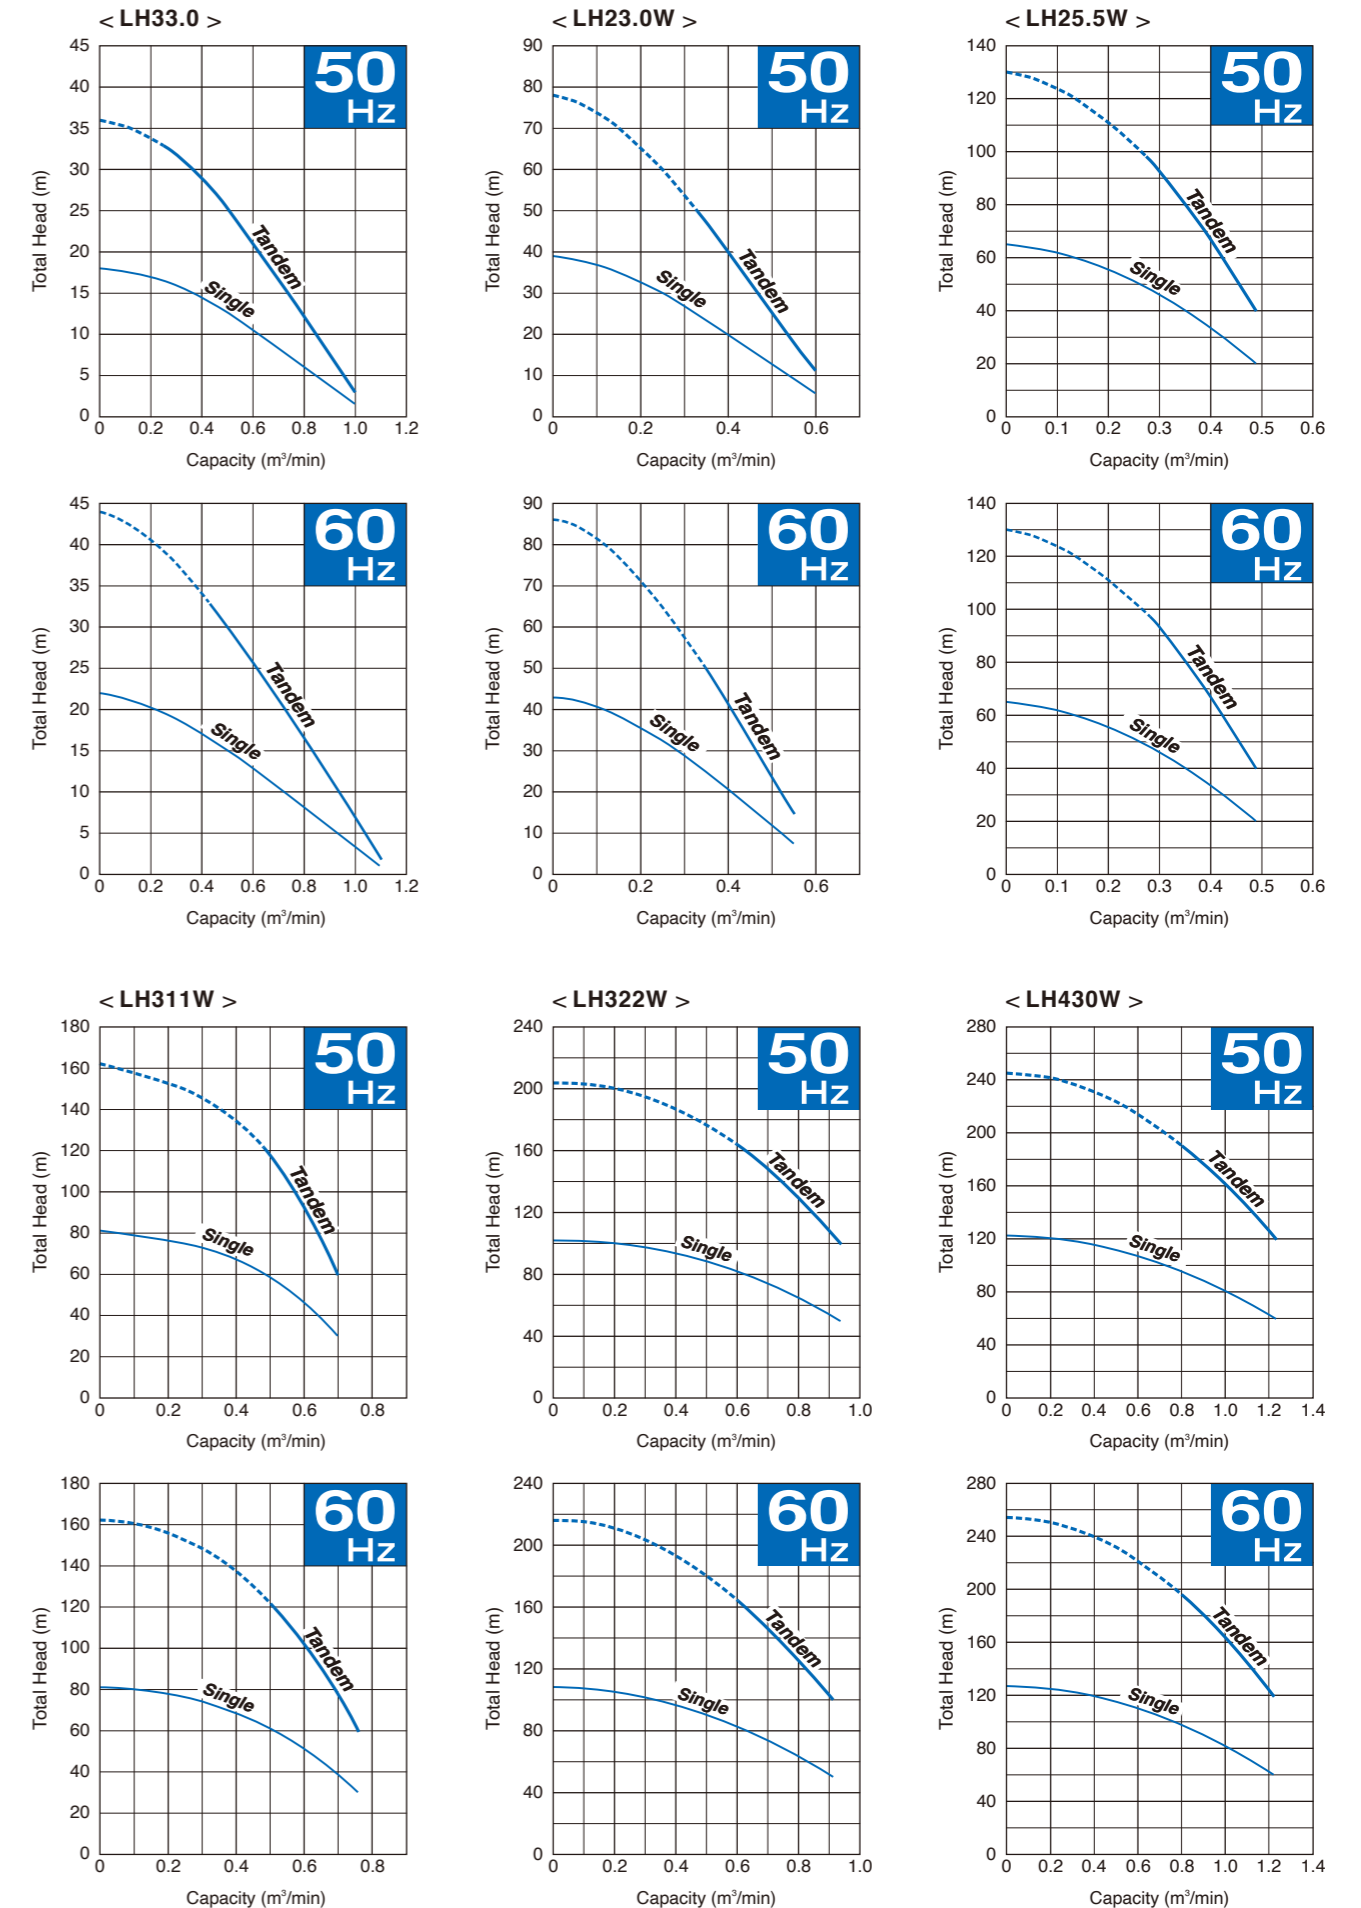 < LH33.0 >
50
Hz
Total Head (m)
45
40
35
30
25
20
15
10
5
0
Tandem
Single
0 0.2 0.4 0.6 0.8 1.0 1.2
Capacity (m³/min)
< LH23.0W >
50
Hz
Total Head (m)
90
80
70
60
50
40
30
20
10
0
Tandem
Single
0 0.2 0.4 0.6
Capacity (m³/min)
< LH25.5W >
50
Hz
Total Head (m)
140
120
100
80
60
40
20
0
Tandem
Single
0 0.1 0.2 0.3 0.4 0.5 0.6
Capacity (m³/min)
60
Hz
Total Head (m)
45
40
35
30
25
20
15
10
5
0
Tandem
Single
0 0.2 0.4 0.6 0.8 1.0 1.2
Capacity (m³/min)
60
Hz
Total Head (m)
90
80
70
60
50
40
30
20
10
0
Tandem
Single
0 0.2 0.4 0.6
Capacity (m³/min)
60
Hz
Total Head (m)
140
120
100
80
60
40
20
0
Tandem
Single
0 0.1 0.2 0.3 0.4 0.5 0.6
Capacity (m³/min)
< LH311W >
50
Hz
Total Head (m)
180
160
140
120
100
80
60
40
20
0
Tandem
Single
0 0.2 0.4 0.6 0.8
Capacity (m³/min)
< LH322W >
50
Hz
Total Head (m)
240
200
160
120
80
40
0
Tandem
Single
0 0.2 0.4 0.6 0.8 1.0
Capacity (m³/min)
< LH430W >
50
Hz
Total Head (m)
280
240
200
160
120
80
40
0
Tandem
Single
0 0.2 0.4 0.6 0.8 1.0 1.2 1.4
Capacity (m³/min)
60
Hz
Total Head (m)
180
160
140
120
100
80
60
40
20
0
Tandem
Single
0 0.2 0.4 0.6 0.8
Capacity (m³/min)
60
Hz
Total Head (m)
240
200
160
120
80
40
0
Tandem
Single
0 0.2 0.4 0.6 0.8 1.0
Capacity (m³/min)
60
Hz
Total Head (m)
280
240
200
160
120
80
40
0
Tandem
Single
0 0.2 0.4 0.6 0.8 1.0 1.2 1.4
Capacity (m³/min)